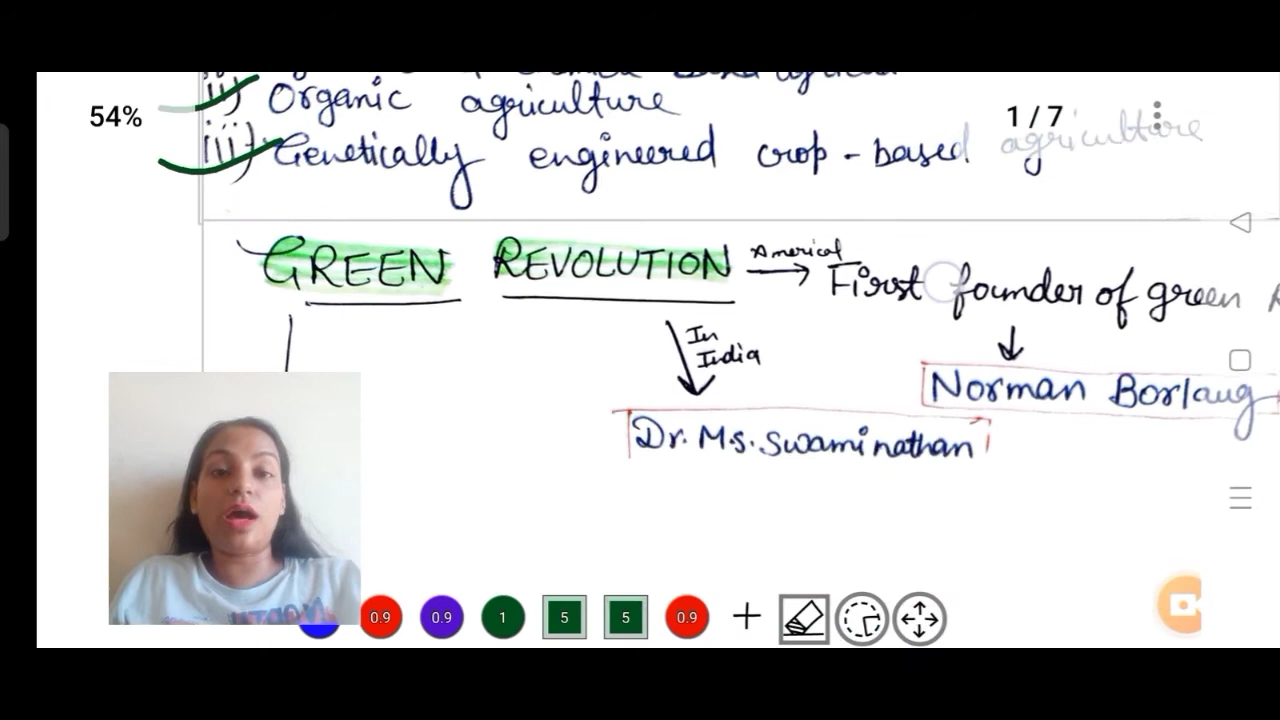 54%
1 / 7
ii) Organic agriculture
iii) Genetically engineered crop-based agriculture
GREEN REVOLUTION
America
First founder of green
In
India
Norman Borlaug
Dr. M.S. Swaminathan
0.9
0.9
1
5
5
0.9